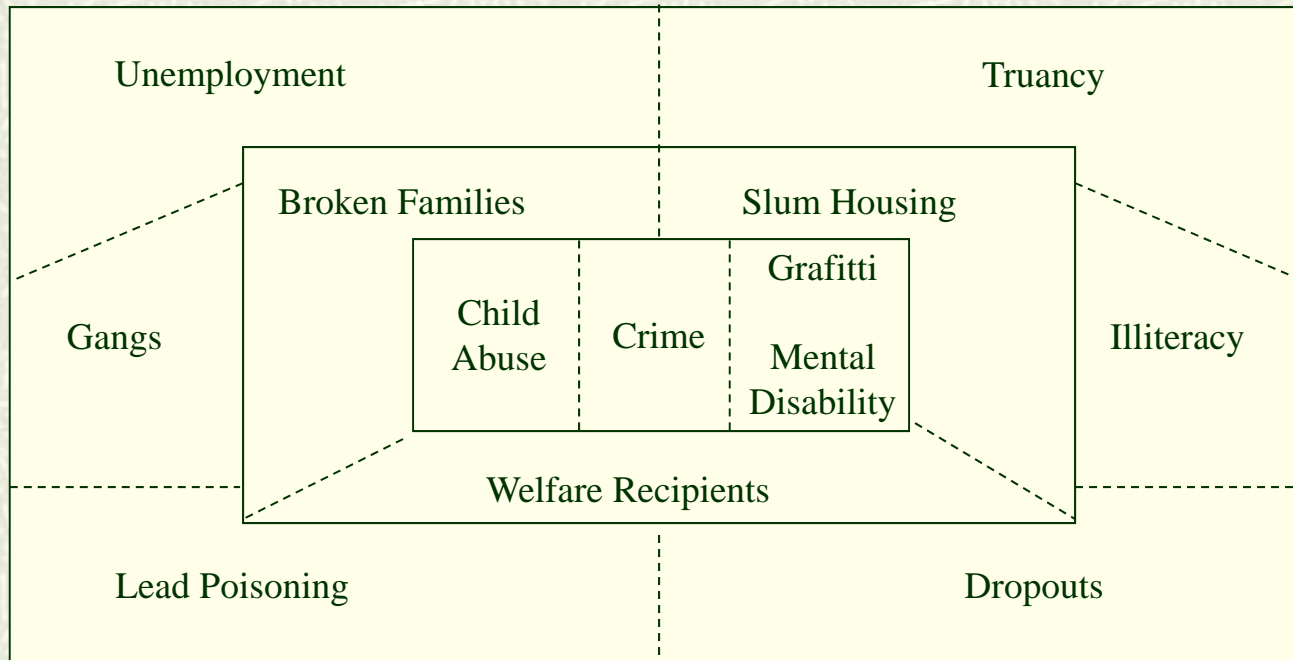 Unemployment
Truancy
Broken Families
Slum Housing
Grafitti
Child
Abuse
Crime
Mental
Disability
Gangs
Illiteracy
Welfare Recipients
Lead Poisoning
Dropouts